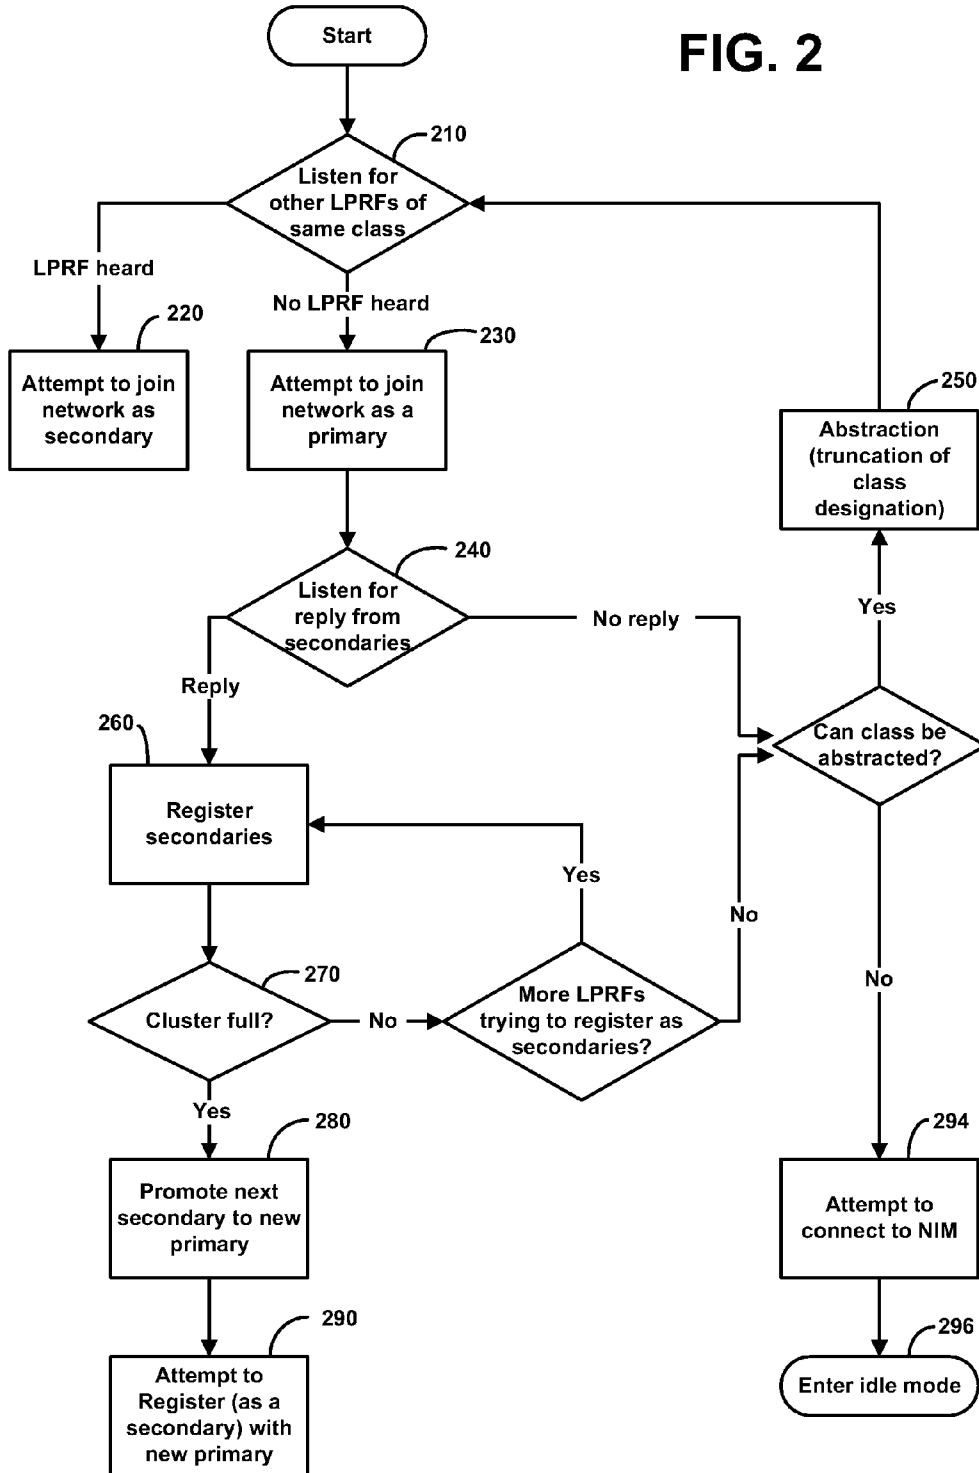 Start
FIG. 2
210
Listen for
other LPRFs of
same class
LPRF heard
No LPRF heard
220
230
Attempt to join
network as
secondary
Attempt to join
network as a
primary
250
Abstraction
(truncation of
class
designation)
240
Listen for
reply from
secondaries
No reply
Yes
Reply
260
Can class be
abstracted?
Register
secondaries
Yes
No
No
270
Cluster full?
No
More LPRFs
trying to register as
secondaries?
Yes
280
294
Promote next
secondary to new
primary
Attempt to
connect to NIM
290
296
Attempt to
Register (as a
secondary) with
new primary
Enter idle mode